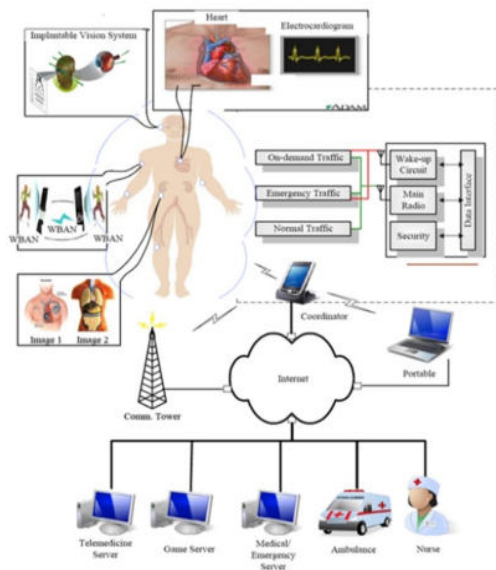 Heart
Implantable Vision System
Electrocardiogram
ADAM
On-demand Traffic
Emergency Traffic
Normal Traffic
Wake-up
Circuit
Main
Radio
Security
Data Interface
WBAN
WBAN
WBAN
Image 1
Image 2
Coordinator
Internet
Portable
Comm. Tower
Telemedicine
Server
Game Server
Medical/
Emergency Server
Ambulance
Nurse